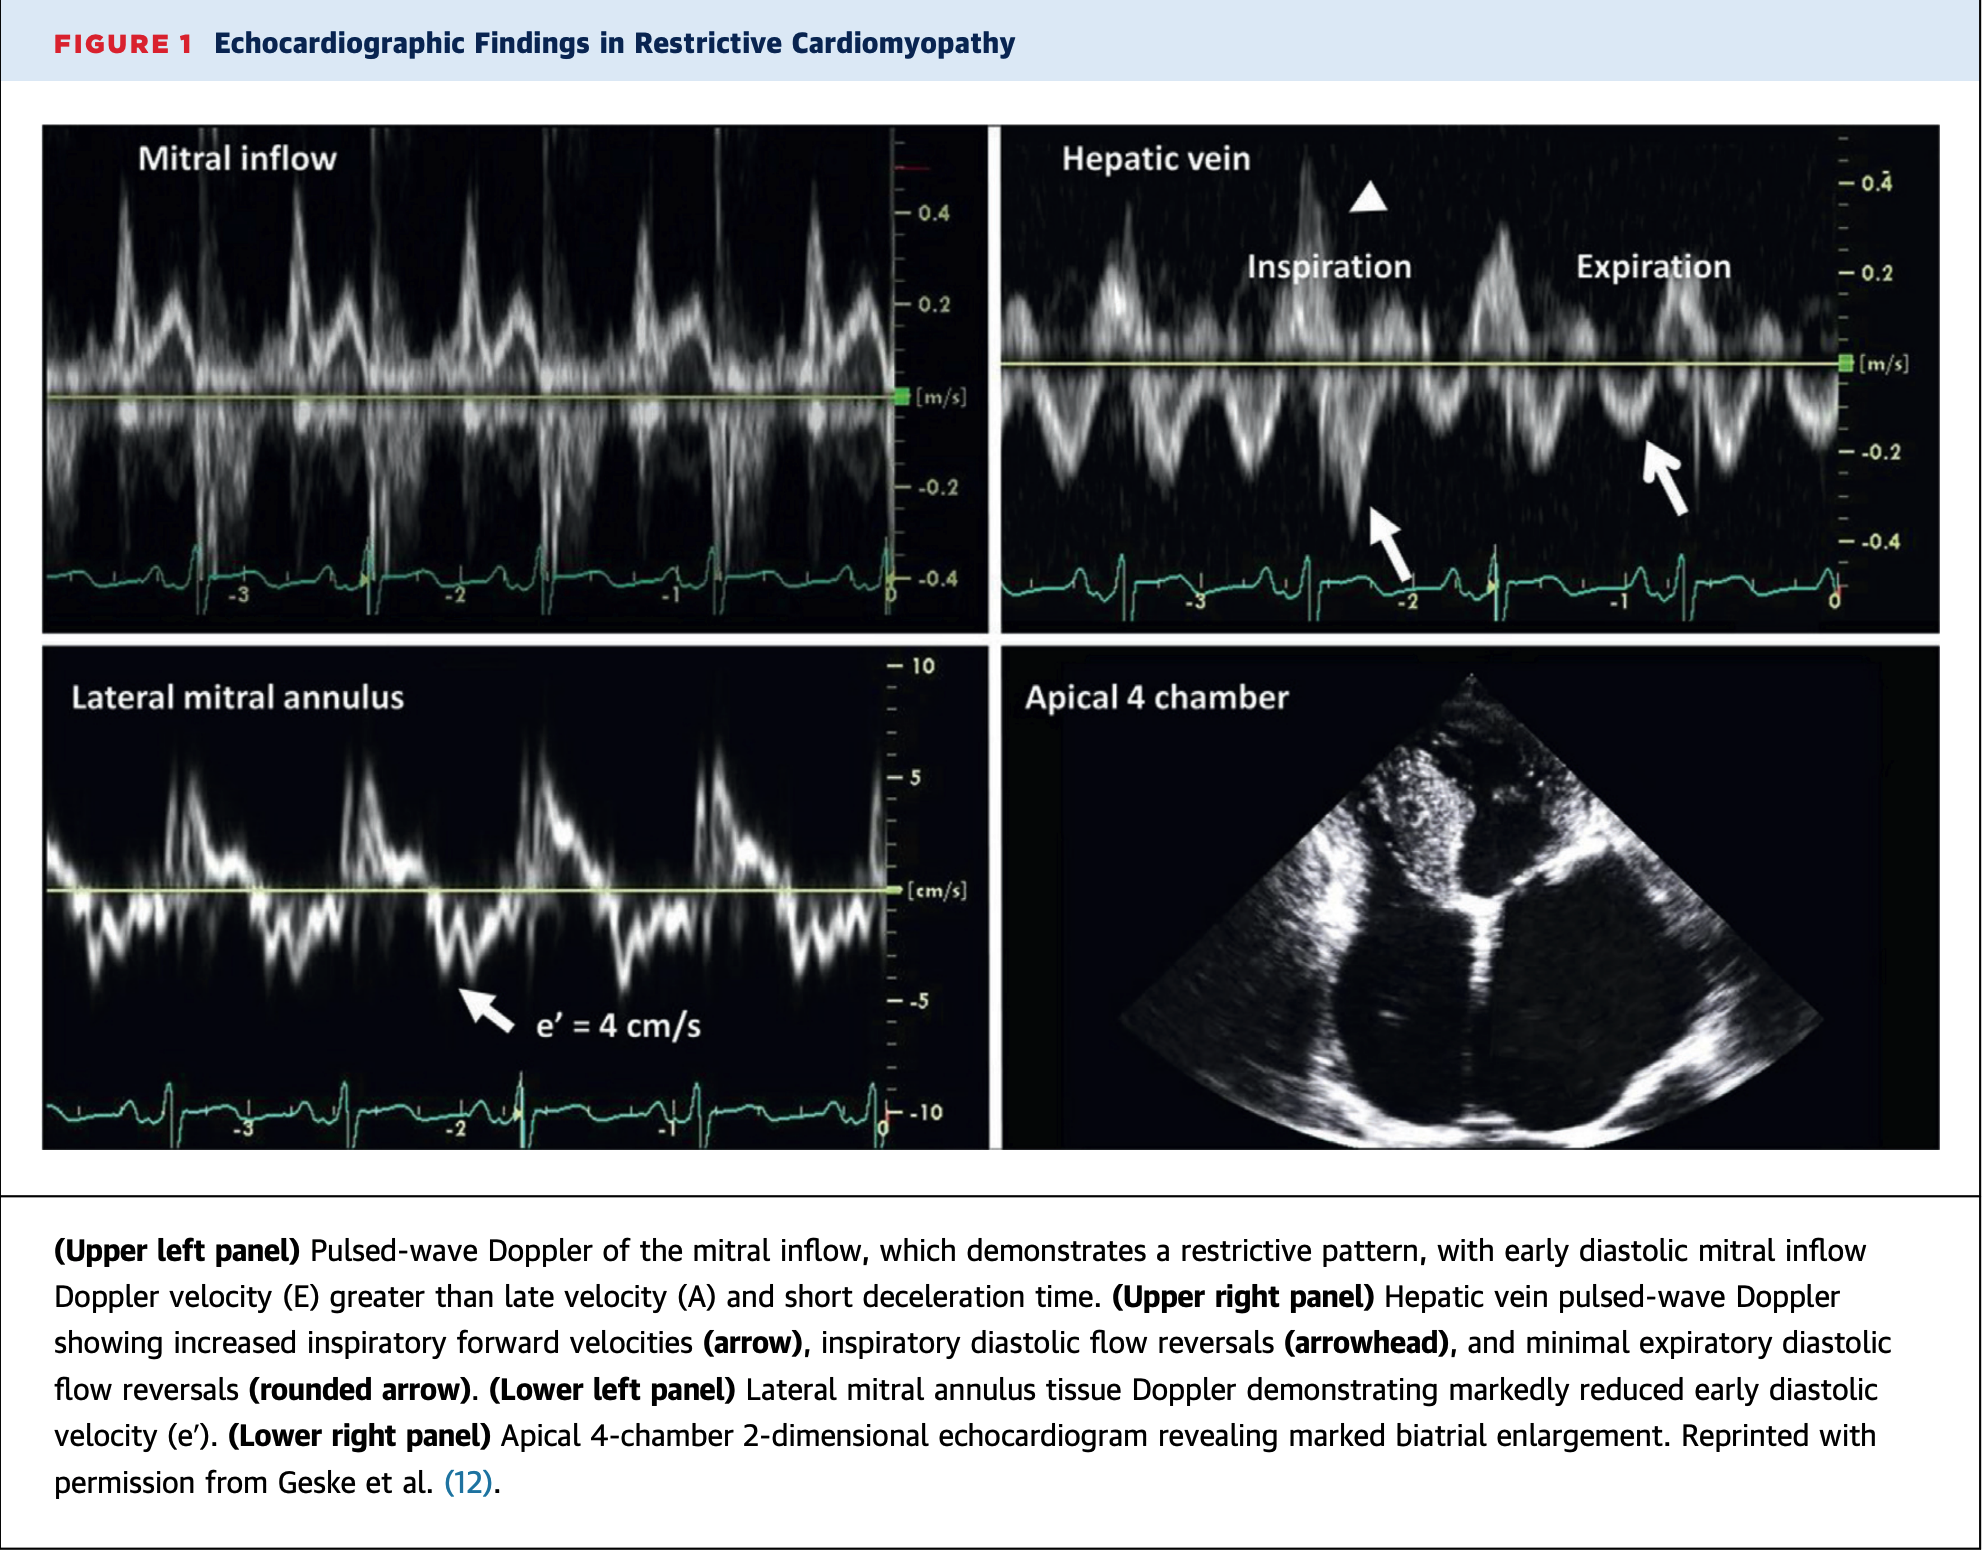 FIGURE 1 Echocardiographic Findings in Restrictive Cardiomyopathy
Mitral inflow
0.4
0.2
[m/s]
-0.2
-0.4
-3
-2
-1
0
Hepatic vein
Inspiration
Expiration
0.4
0.2
[m/s]
-0.2
-0.4
-3
-2
-1
0
Lateral mitral annulus
10
5
[cm/s]
-5
-10
e′ = 4 cm/s
-3
-2
-1
0
Apical 4 chamber
(Upper left panel) Pulsed-wave Doppler of the mitral inflow, which demonstrates a restrictive pattern, with early diastolic mitral inflow
Doppler velocity (E) greater than late velocity (A) and short deceleration time. (Upper right panel) Hepatic vein pulsed-wave Doppler
showing increased inspiratory forward velocities (arrow), inspiratory diastolic flow reversals (arrowhead), and minimal expiratory diastolic
flow reversals (rounded arrow). (Lower left panel) Lateral mitral annulus tissue Doppler demonstrating markedly reduced early diastolic
velocity (e′). (Lower right panel) Apical 4-chamber 2-dimensional echocardiogram revealing marked biatrial enlargement. Reprinted with
permission from Geske et al. (12).